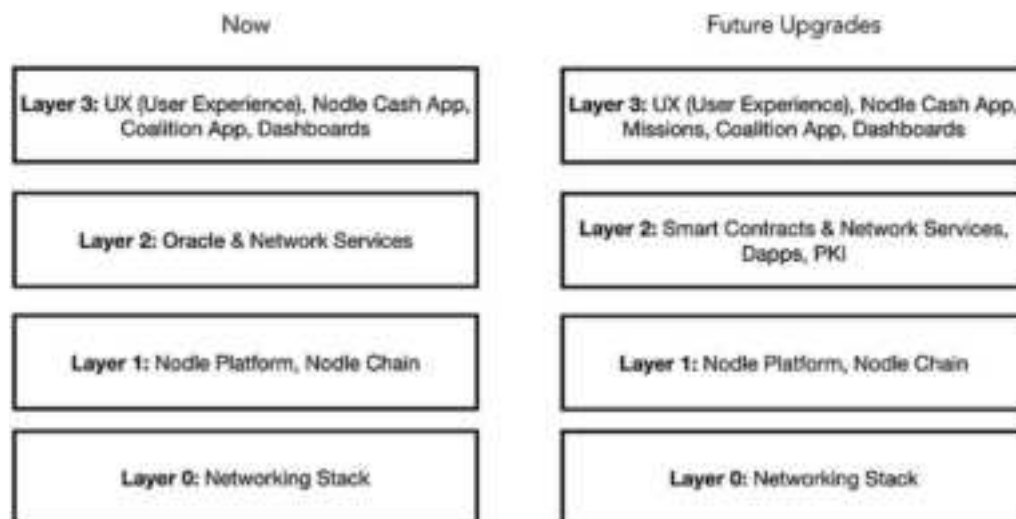 Now
Layer 3: UX (User Experience), Nodle Cash App,
Coalition App, Dashboards
Layer 2: Oracle & Network Services
Layer 1: Nodle Platform, Nodle Chain
Layer 0: Networking Stack
Future Upgrades
Layer 3: UX (User Experience), Nodle Cash App,
Missions, Coalition App, Dashboards
Layer 2: Smart Contracts & Network Services,
Dapps, PKI
Layer 1: Nodle Platform, Nodle Chain
Layer 0: Networking Stack